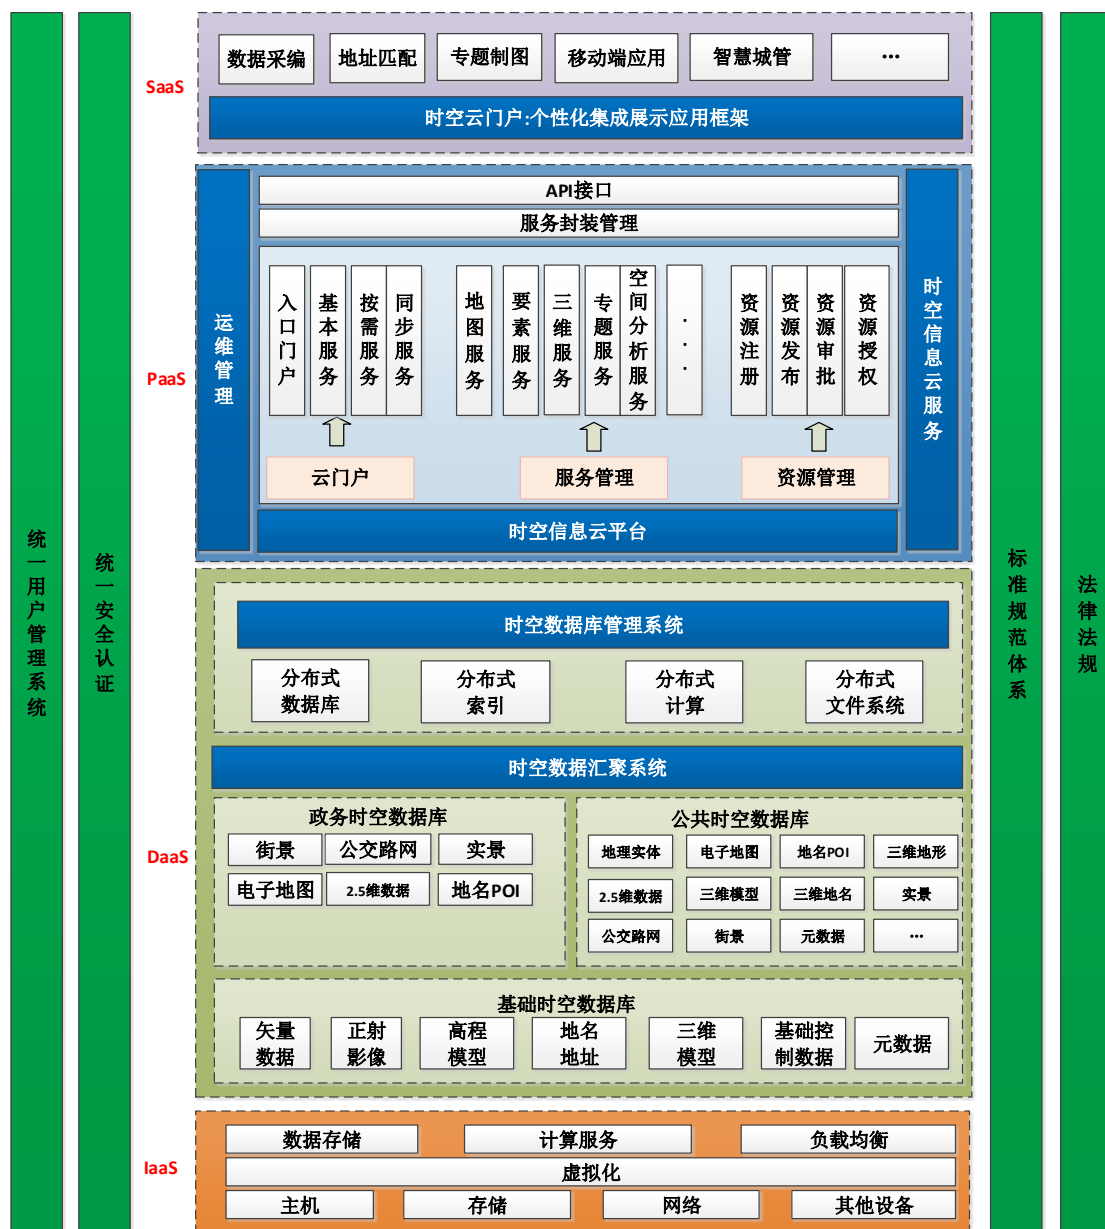 统一用户管理系统
统一安全认证
SaaS
数据采编
地址匹配
专题制图
移动端应用
智慧城管
...
时空云门户:个性化集成展示应用框架
PaaS
运维管理
API接口
服务封装管理
入口门户
基本服务
按需服务
同步服务
地图服务
要素服务
三维服务
专题服务
空间分析服务
...
资源注册
资源发布
资源审批
资源授权
云门户
服务管理
资源管理
时空信息云平台
时空信息云服务
DaaS
时空数据库管理系统
分布式
数据库
分布式
索引
分布式
计算
分布式
文件系统
时空数据汇聚系统
政务时空数据库
街景
公交路网
实景
电子地图
2.5维数据
地名POI
公共时空数据库
地理实体
电子地图
地名POI
三维地形
2.5维数据
三维模型
三维地名
实景
公交路网
街景
元数据
...
基础时空数据库
矢量
数据
正射
影像
高程
模型
地名
地址
三维
模型
基础控
制数据
元数据
IaaS
数据存储
计算服务
负载均衡
虚拟化
主机
存储
网络
其他设备
标准规范体系
法律法规